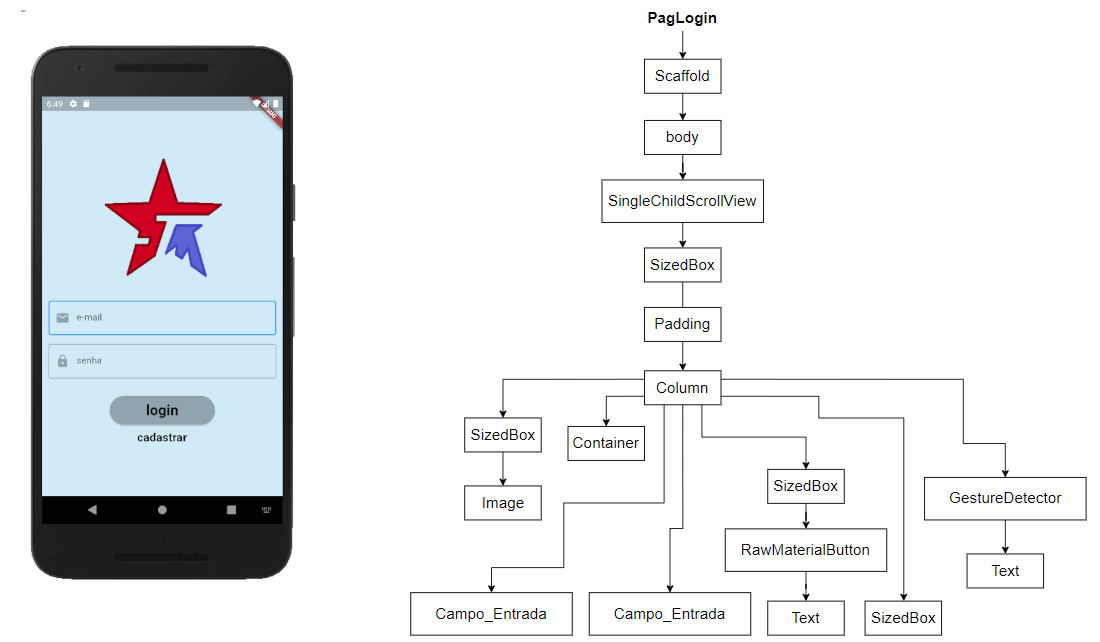 6:49
DEBUG
e-mail
senha
login
cadastrar
PagLogin
Scaffold
body
SingleChildScrollView
SizedBox
Padding
Column
SizedBox
Container
Image
SizedBox
GestureDetector
RawMaterialButton
Text
Campo_Entrada
Campo_Entrada
Text
SizedBox